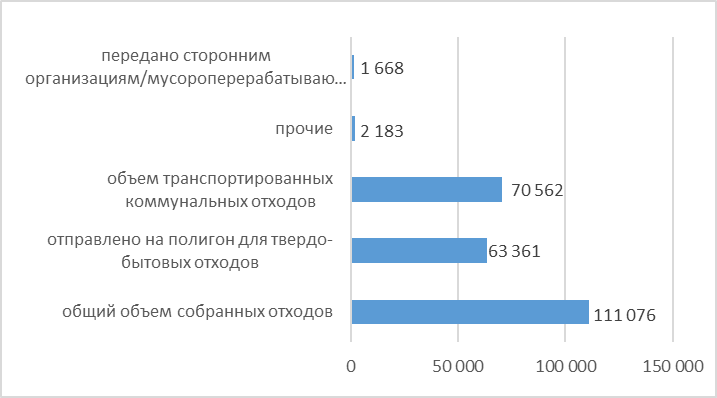 передано сторонним
организациям/мусороперерабатываю...
1 668
прочие
2 183
объем транспортированных
коммунальных отходов
70 562
отправлено на полигон для твердо-
бытовых отходов
63 361
общий объем собранных отходов
111 076
0
50 000
100 000
150 000